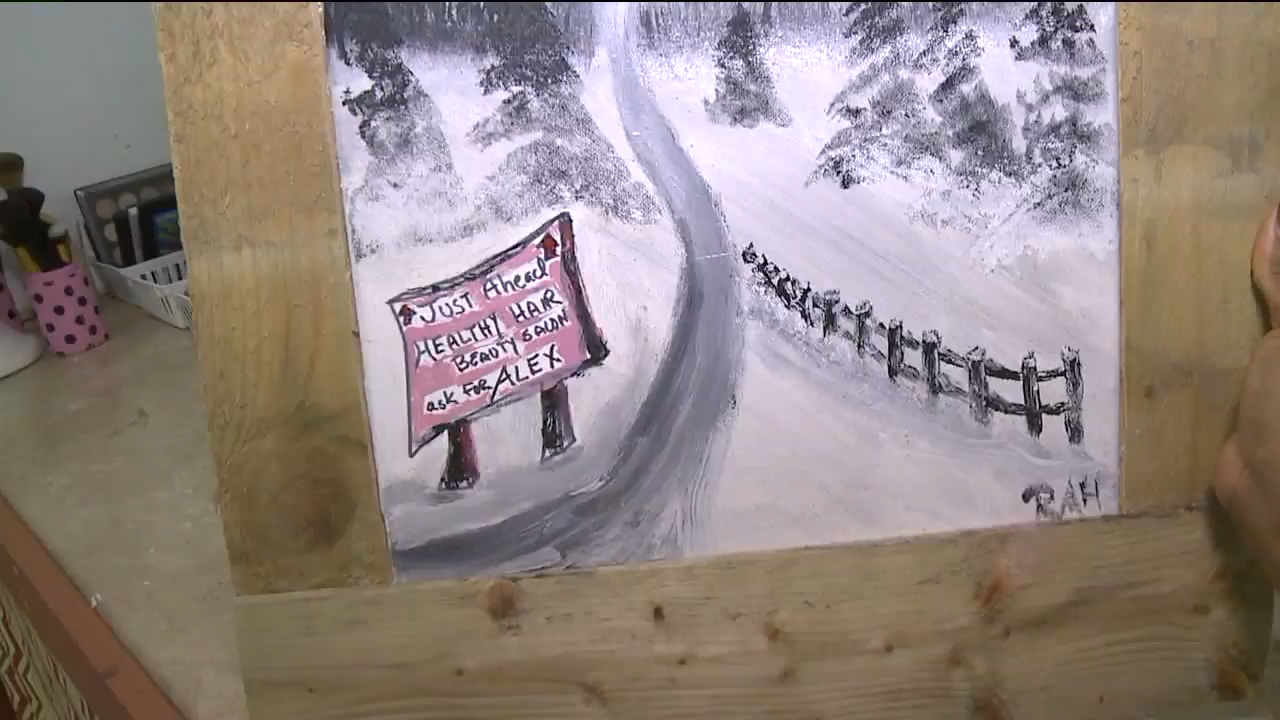 JUST Ahead
HEALTHY HAIR
BEAUTY SALON
ask FOR ALEX
RAH